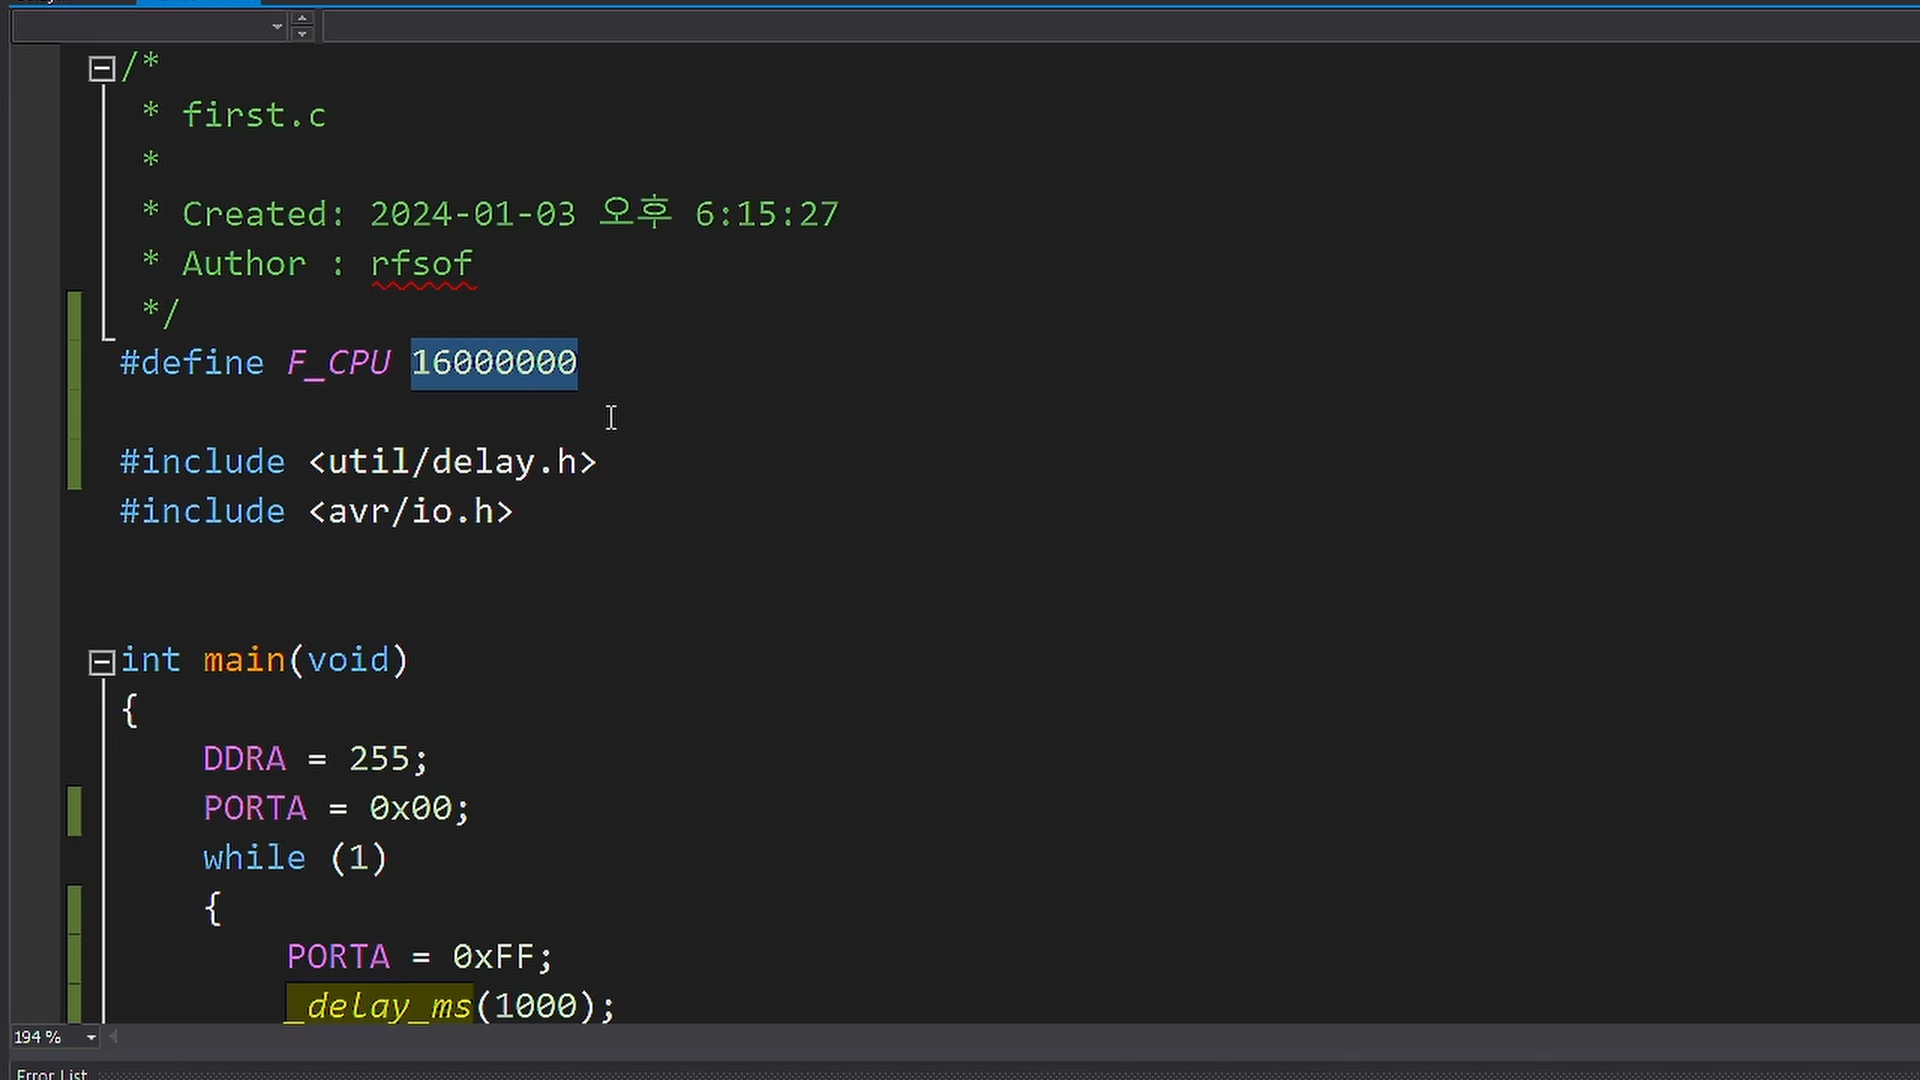 /*
* first.c
*
* Created: 2024-01-03 오후 6:15:27
* Author : rfsof
*/
#define F_CPU 16000000
#include <util/delay.h>
#include <avr/io.h>
int main(void)
{
DDRA = 255;
PORTA = 0x00;
while (1)
{
PORTA = 0xFF;
_delay_ms(1000);
194 %
Error List